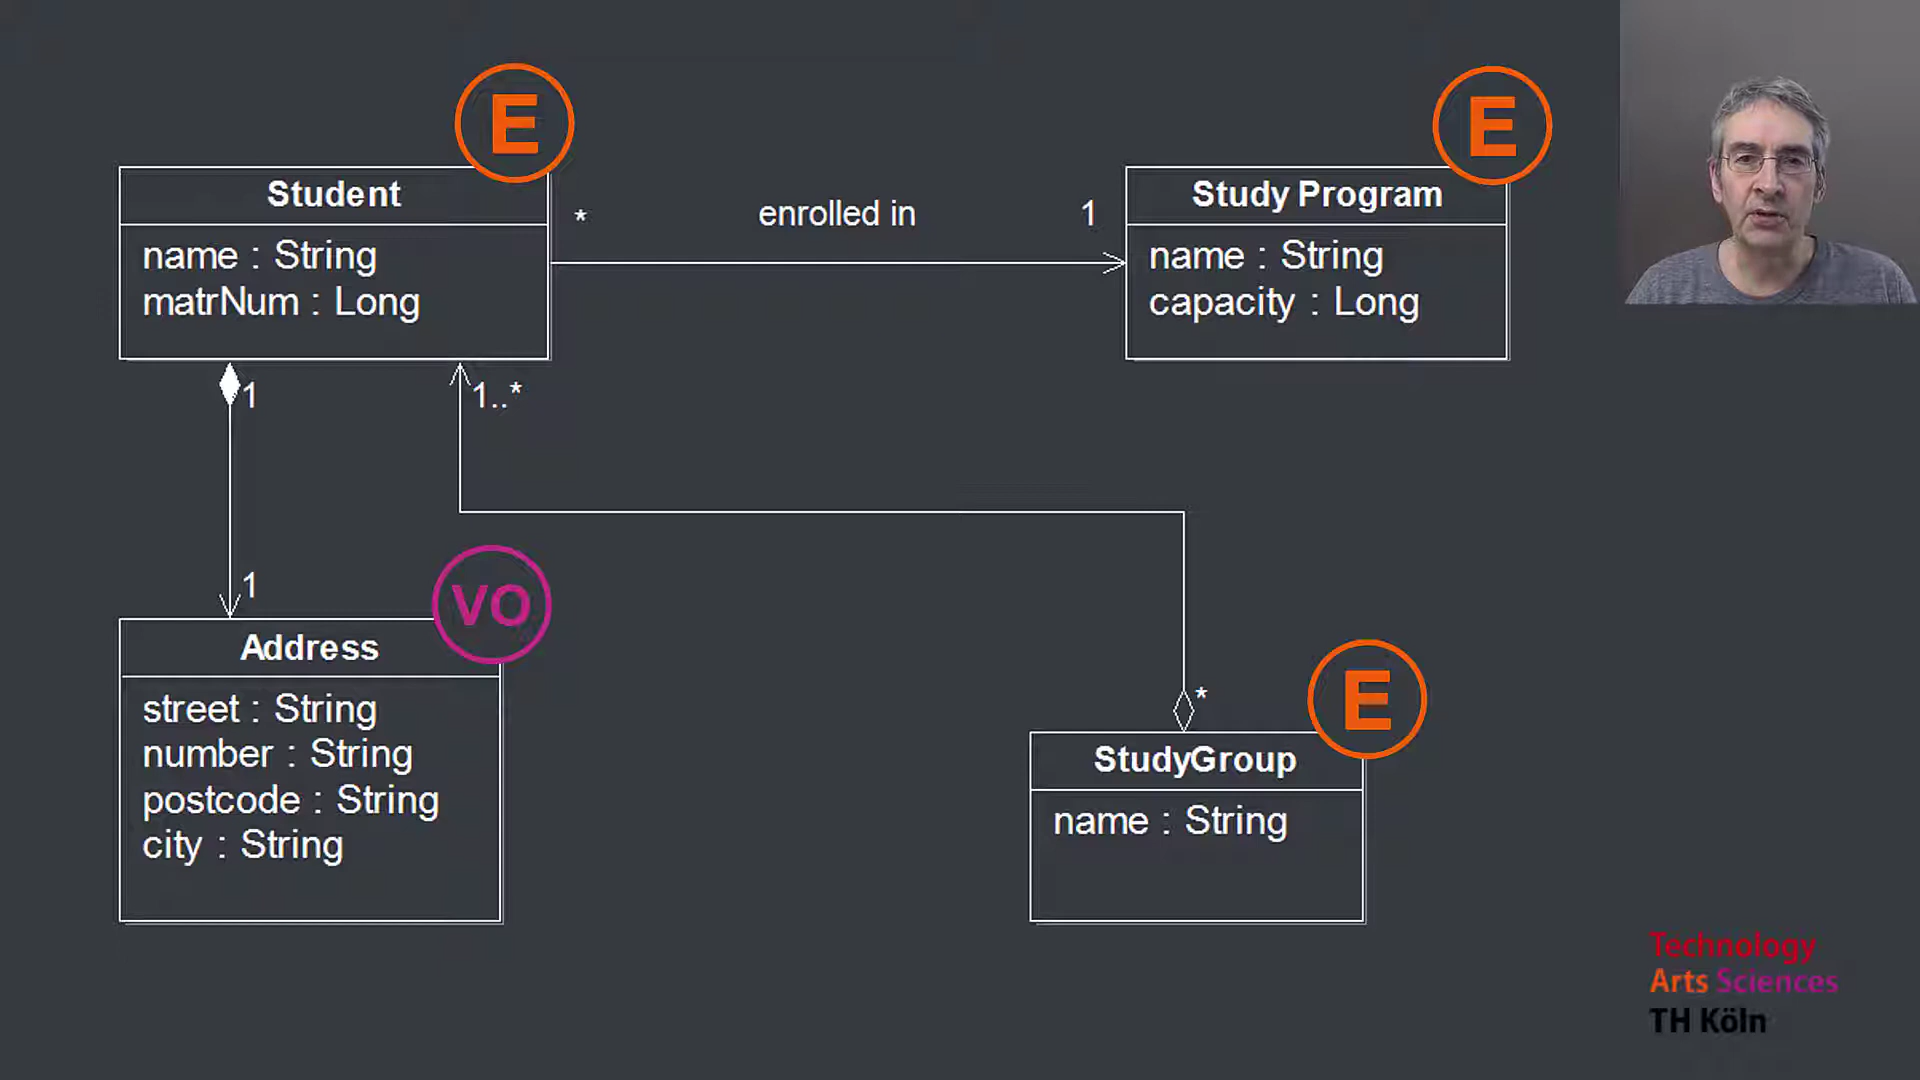 E
Student
name : String
matrNum : Long
* enrolled in 1
E
Study Program
name : String
capacity : Long
1
1..*
1
VO
Address
street : String
number : String
postcode : String
city : String
*
E
StudyGroup
name : String
Technology
Arts Sciences
TH Köln